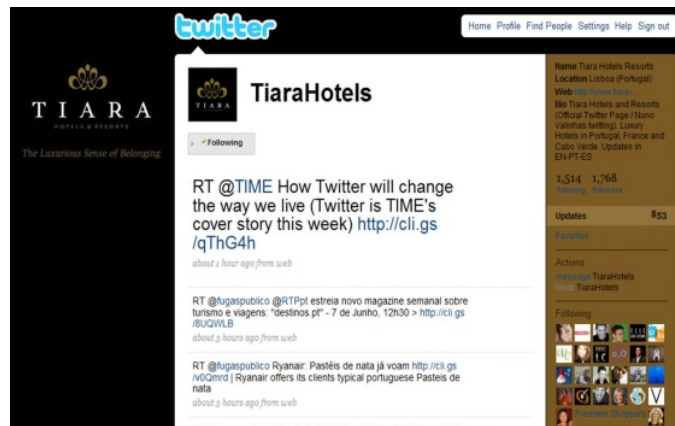 twitter
Home Profile Find People Settings Help Sign out
TIARA
HOTELS & RESORTS
The Luxurious Sense of Belonging
TIARA
TiaraHotels
Following
RT @TIME How Twitter will change
the way we live (Twitter is TIME's
cover story this week) http://cli.gs
/qThG4h
about 1 hour ago from web
RT @fugaspublico @RTPpt estreia novo magazine semanal sobre
turismo e viagens: "destinos.pt" - 7 de Junho, 12h30 > http://cli.gs
/8UQWLB
about 3 hours ago from web
RT @fugaspublico Ryanair: Pastéis de nata já voam http://cli.gs
/v0Qmrd | Ryanair offers its clients typical portuguese Pasteis de
nata
about 3 hours ago from web
Name Tiara Hotels Resorts
Location Lisboa (Portugal)
Web http://www.tiara-...
Bio Tiara Hotels and Resorts
(Official Twitter Page / Nuno
Valinhas twitting). Luxury
Hotels in Portugal, France and
Cabo Verde. Updates in
EN-PT-ES
1,514 1,768
following followers
Updates 853
Favorites
Actions
message TiaraHotels
block TiaraHotels
Following
Premiere Shoppers